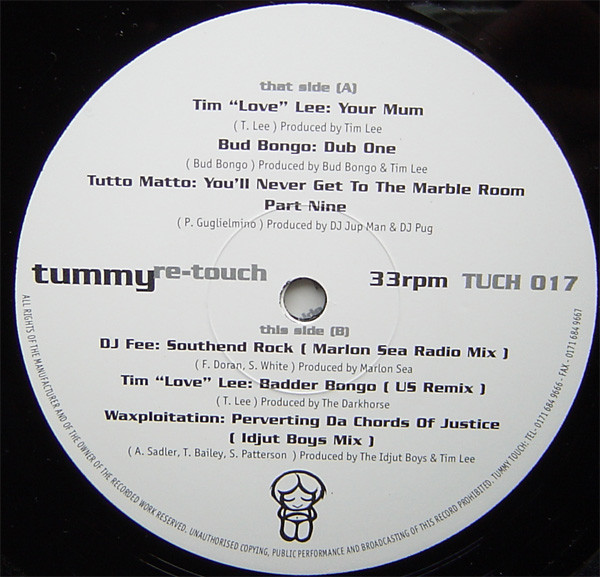 that side (A)
Tim “Love” Lee: Your Mum
( T. Lee ) Produced by Tim Lee
Bud Bongo: Dub One
( Bud Bongo ) Produced by Bud Bongo & Tim Lee
Tutto Matto: You'll Never Get To The Marble Room
Part Nine
( P. Guglielmino ) Produced by DJ Jup Man & DJ Pug
tummy re-touch 33rpm TUCH 017
this side (B)
DJ Fee: Southend Rock ( Marlon Sea Radio Mix )
( F. Doran, S. White ) Produced by Marlon Sea
Tim “Love” Lee: Badder Bongo ( US Remix )
( T. Lee ) Produced by The Darkhorse
Waxploitation: Perverting Da Chords Of Justice
( Idjut Boys Mix )
( A. Sadler, T. Bailey, S. Patterson ) Produced by The Idjut Boys & Tim Lee
ALL RIGHTS OF THE MANUFACTURER AND OF THE OWNER OF THE RECORDED WORK RESERVED. UNAUTHORISED COPYING, PUBLIC PERFORMANCE AND BROADCASTING OF THIS RECORD PROHIBITED. TUMMY TOUCH: TEL- 0171 684 9666 - FAX - 0171 684 9667